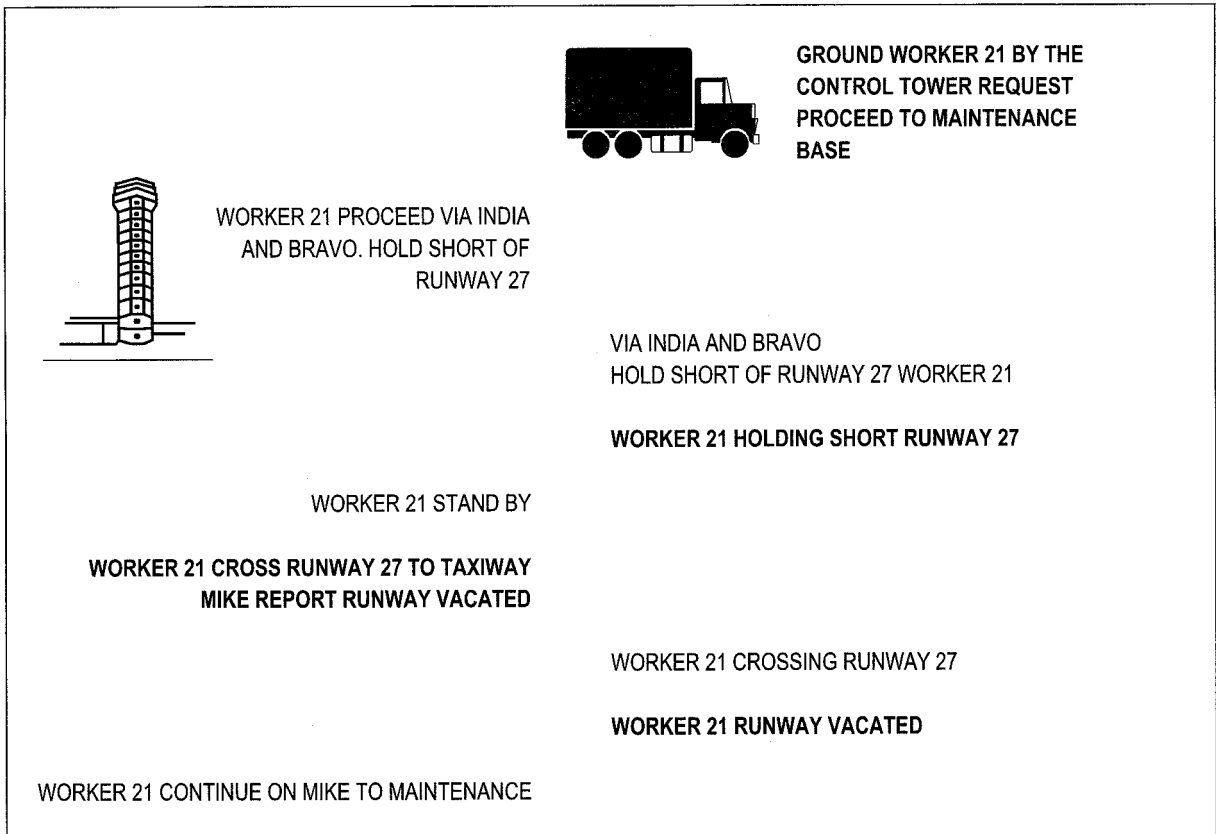 GROUND WORKER 21 BY THE
CONTROL TOWER REQUEST
PROCEED TO MAINTENANCE
BASE
WORKER 21 PROCEED VIA INDIA
AND BRAVO. HOLD SHORT OF
RUNWAY 27
VIA INDIA AND BRAVO
HOLD SHORT OF RUNWAY 27 WORKER 21
WORKER 21 HOLDING SHORT RUNWAY 27
WORKER 21 STAND BY
WORKER 21 CROSS RUNWAY 27 TO TAXIWAY
MIKE REPORT RUNWAY VACATED
WORKER 21 CROSSING RUNWAY 27
WORKER 21 RUNWAY VACATED
WORKER 21 CONTINUE ON MIKE TO MAINTENANCE